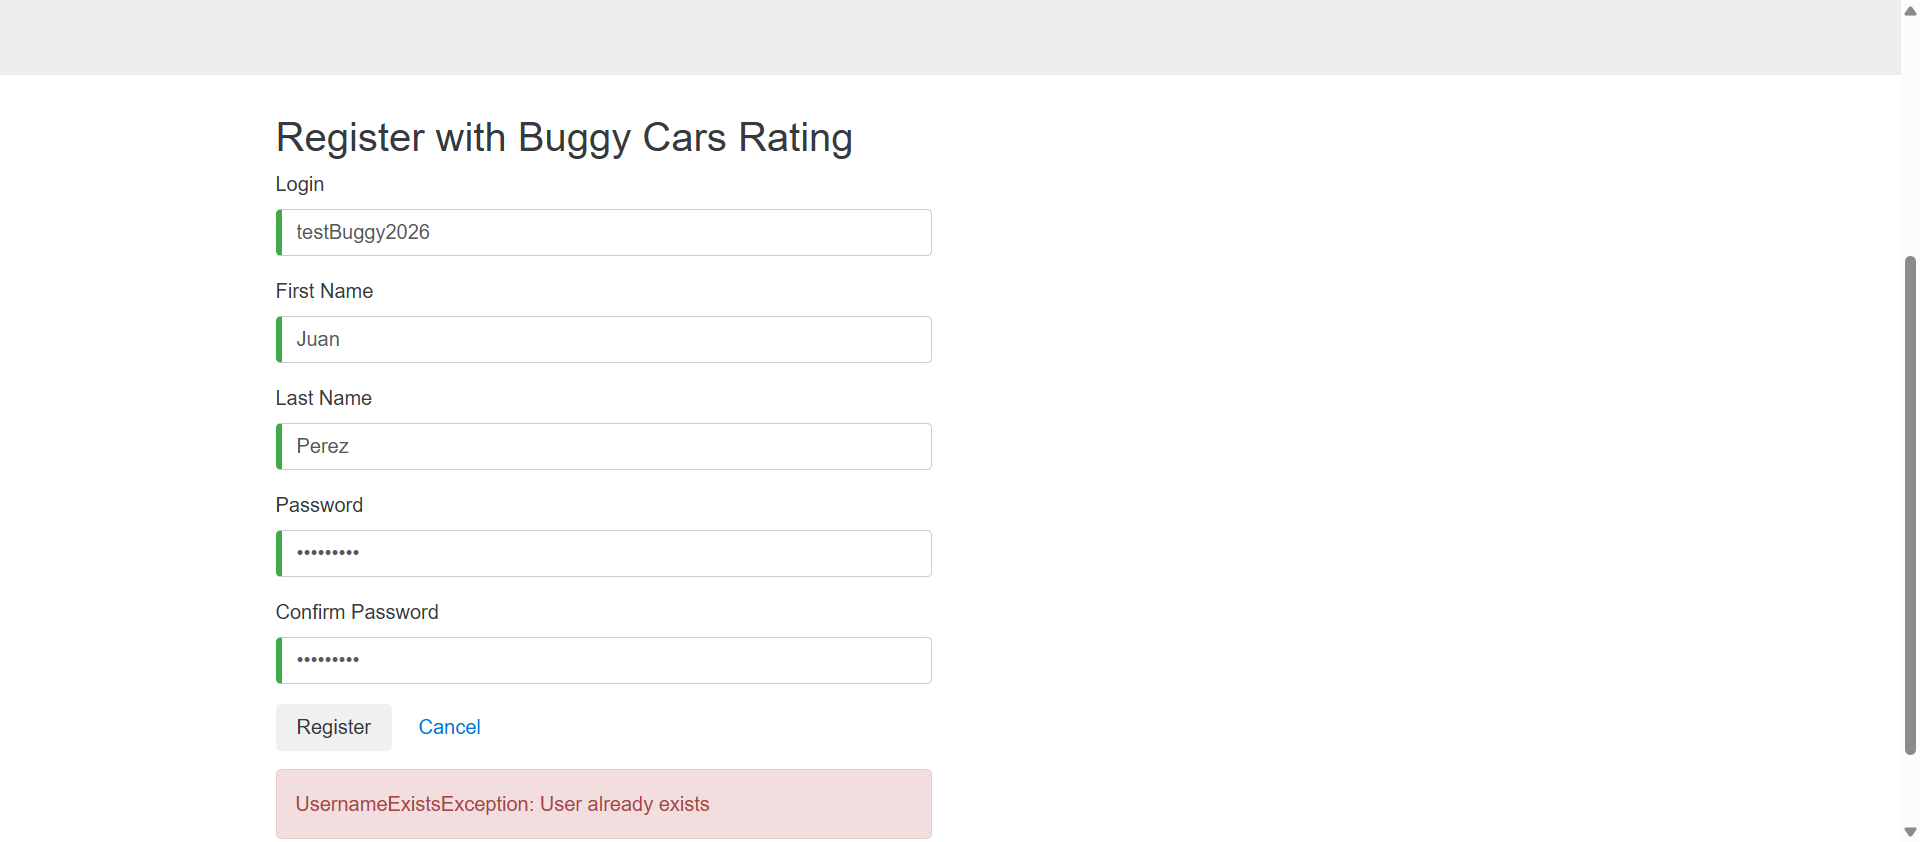 Register with Buggy Cars Rating
Login
testBuggy2026
First Name
Juan
Last Name
Perez
Password
•••••••••
Confirm Password
•••••••••
Register Cancel
UsernameExistsException: User already exists